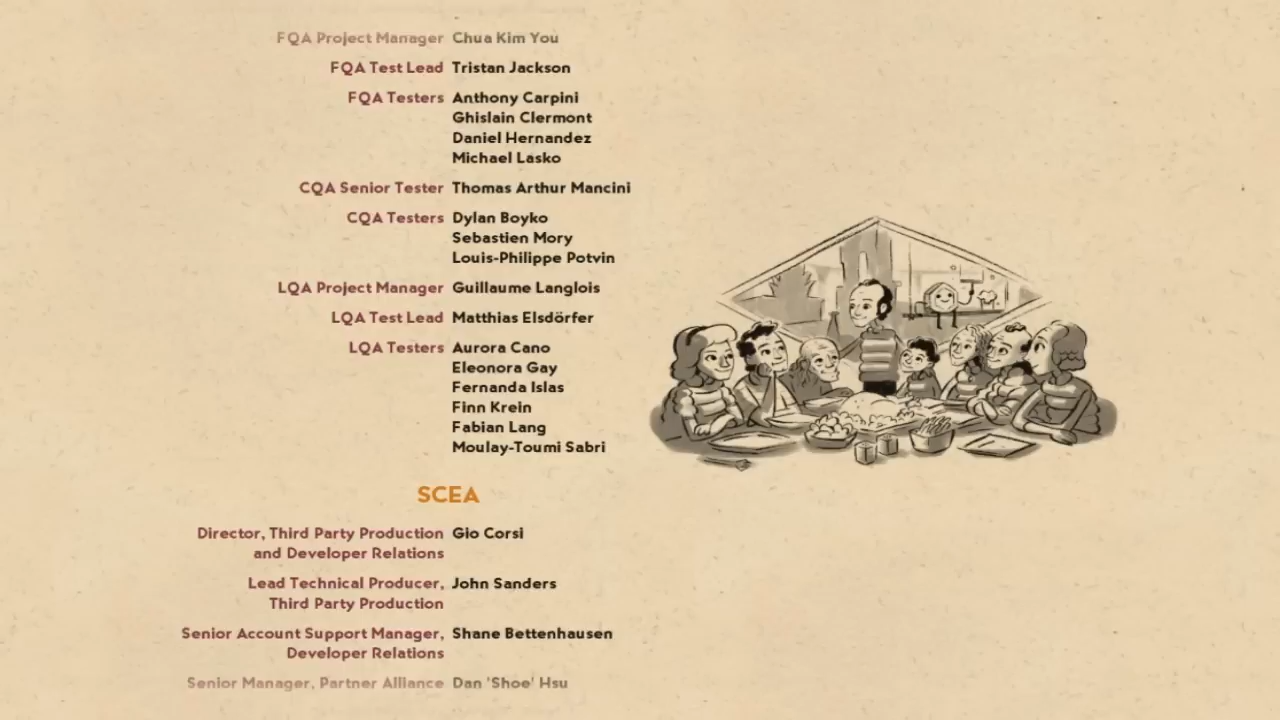 FQA Project Manager Chua Kim You
FQA Test Lead Tristan Jackson
FQA Testers Anthony Carpini
Ghislain Clermont
Daniel Hernandez
Michael Lasko
CQA Senior Tester Thomas Arthur Mancini
CQA Testers Dylan Boyko
Sebastien Mory
Louis-Philippe Potvin
LQA Project Manager Guillaume Langlois
LQA Test Lead Matthias Elsdörfer
LQA Testers Aurora Cano
Eleonora Gay
Fernanda Islas
Finn Krein
Fabian Lang
Moulay-Toumi Sabri
SCEA
Director, Third Party Production Gio Corsi
and Developer Relations
Lead Technical Producer, John Sanders
Third Party Production
Senior Account Support Manager, Shane Bettenhausen
Developer Relations
Senior Manager, Partner Alliance Dan 'Shoe' Hsu